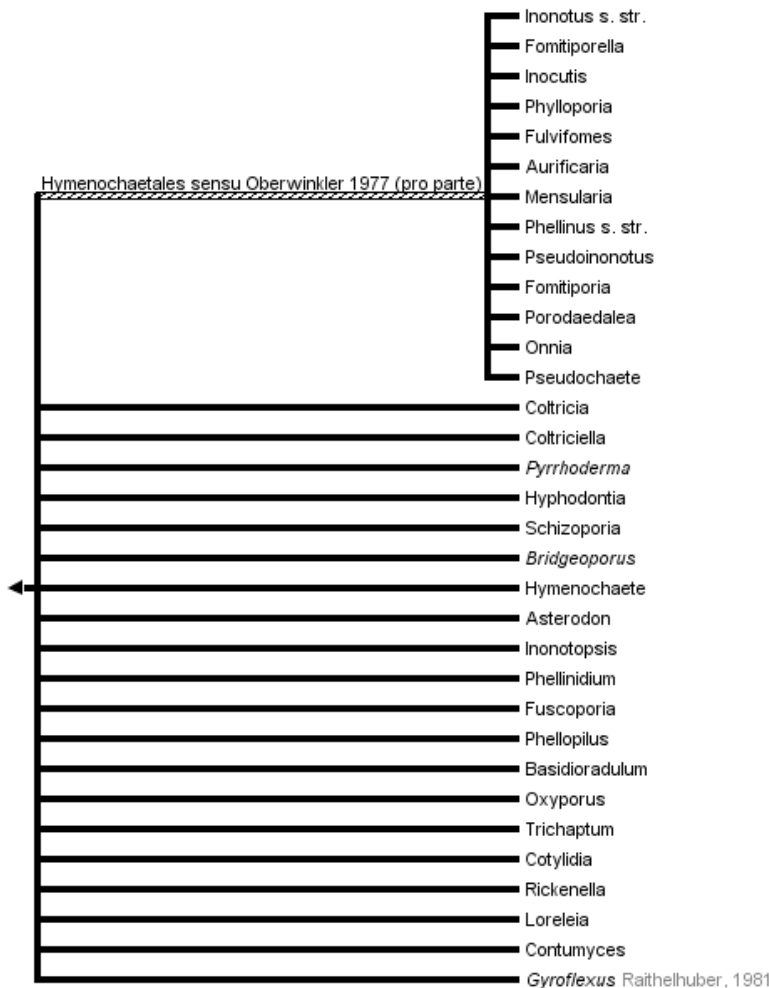 Inonotus s. str.
Fomitiporella
Inocutis
Phylloporia
Fulvifomes
Aurificaria
Hymenochaetales sensu Oberwinkler 1977 (pro parte)
Mensularia
Phellinus s. str.
Pseudoinonotus
Fomitiporia
Porodaedalea
Onnia
Pseudochaete
Coltricia
Coltriciella
Pyrrhoderma
Hyphodontia
Schizoporia
Bridgeoporus
Hymenochaete
Asterodon
Inonotopsis
Phellinidium
Fuscoporia
Phellopilus
Basidioradulum
Oxyporus
Trichaptum
Cotylidia
Rickenella
Loreleia
Contumyces
Gyroflexus Raithelhuber, 1981